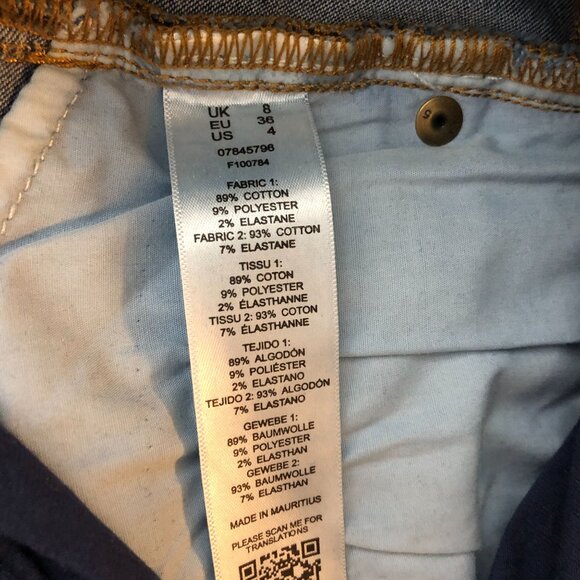 UK 8
EU 36
US 4
07845796
F100784
FABRIC 1:
89% COTTON
9% POLYESTER
2% ELASTANE
FABRIC 2: 93% COTTON
7% ELASTANE
TISSU 1:
89% COTON
9% POLYESTER
2% ÉLASTHANNE
TISSU 2: 93% COTON
7% ÉLASTHANNE
TEJIDO 1:
89% ALGODÓN
9% POLIÉSTER
2% ELASTANO
TEJIDO 2: 93% ALGODÓN
7% ELASTANO
GEWEBE 1:
89% BAUMWOLLE
9% POLYESTER
2% ELASTHAN
GEWEBE 2:
93% BAUMWOLLE
7% ELASTHAN
MADE IN MAURITIUS
PLEASE SCAN ME FOR
TRANSLATIONS
5